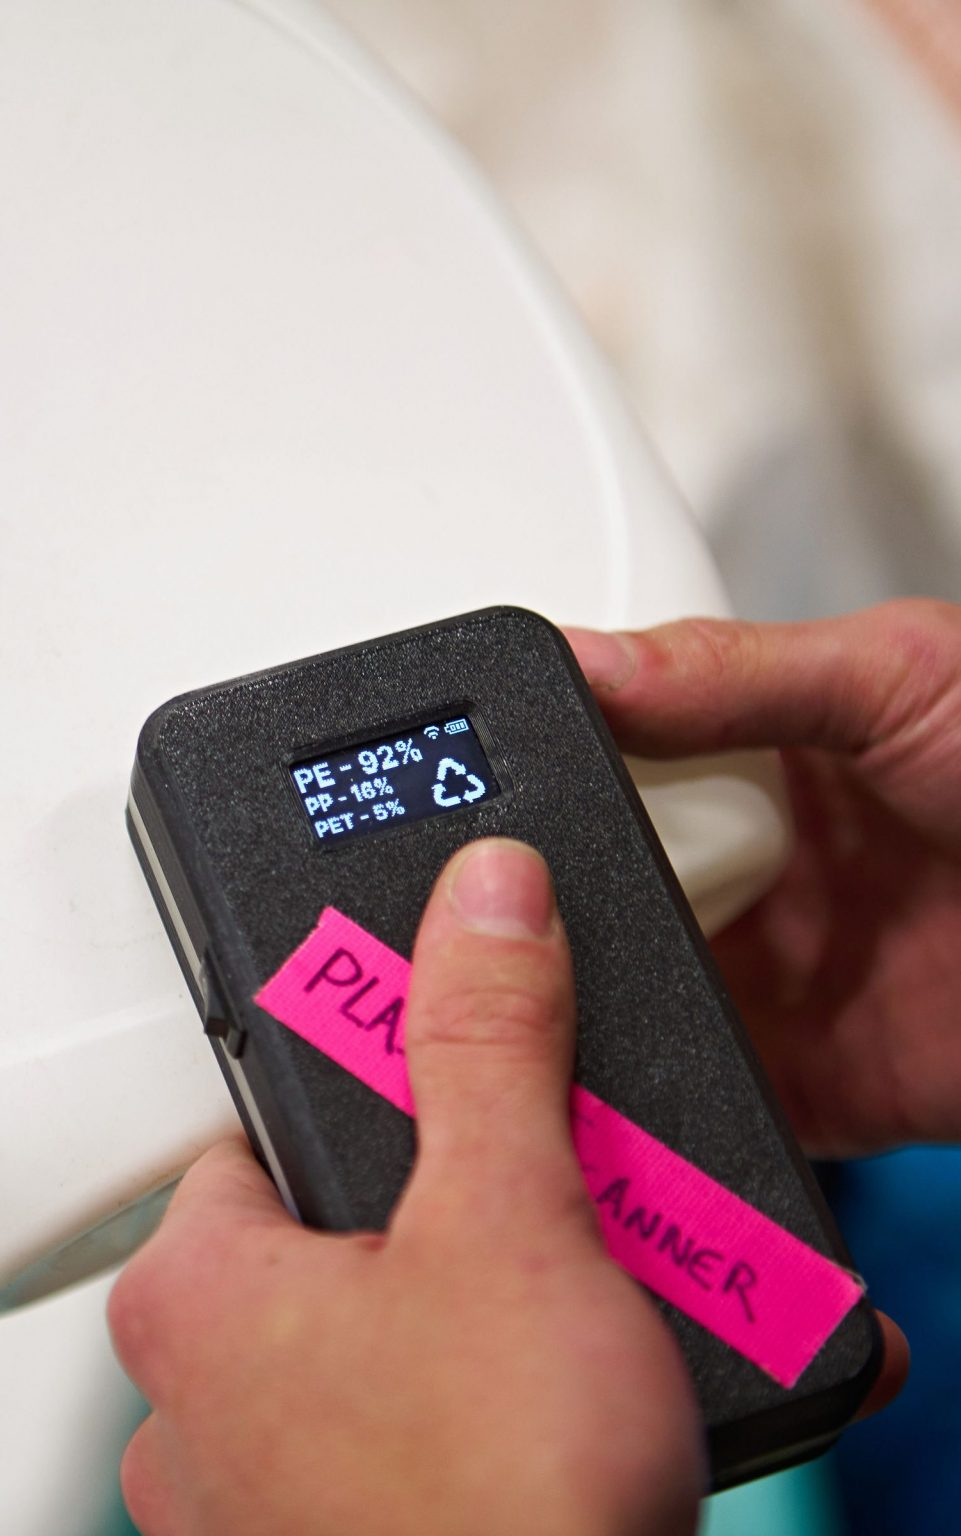 PE - 92%
PP - 16%
PET - 5%
PLA
ANNER